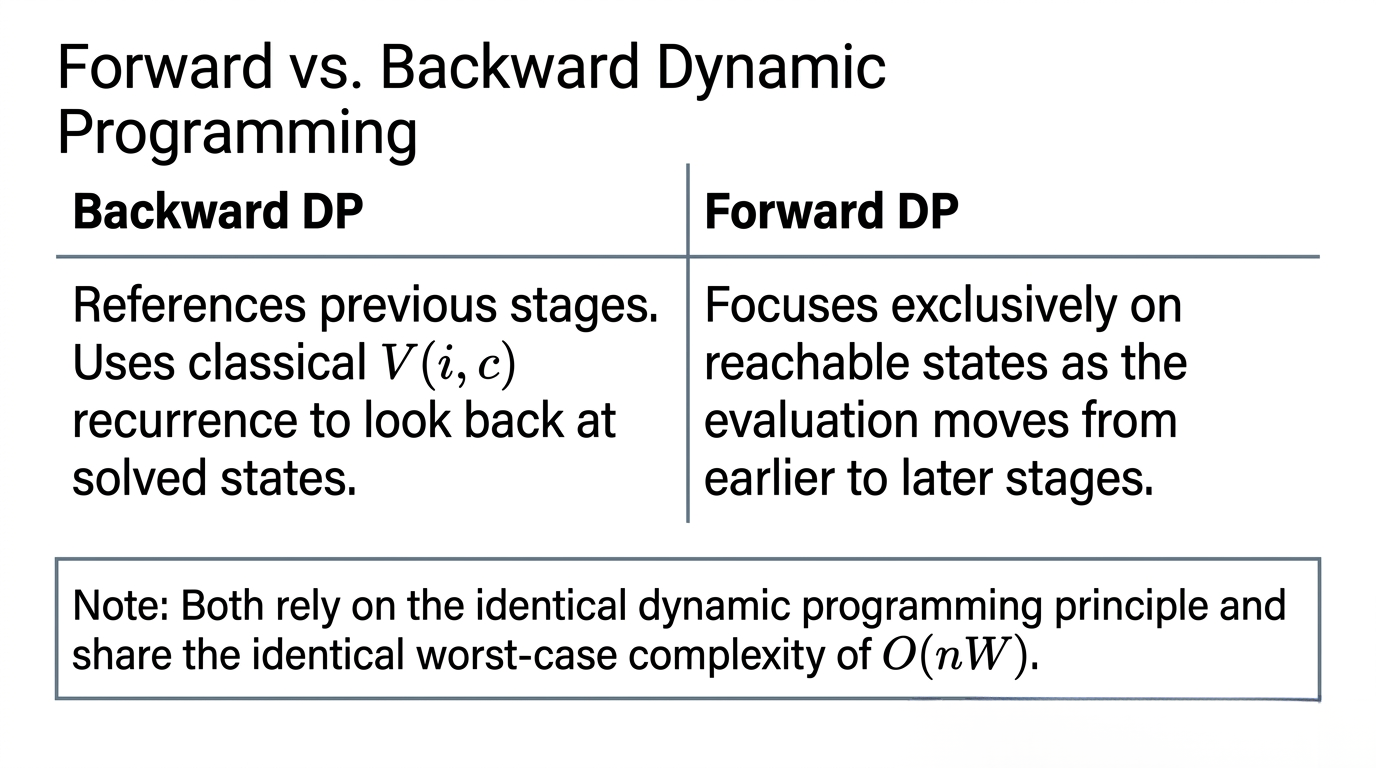 Forward vs. Backward Dynamic
Programming
Backward DP
Forward DP
References previous stages.
Uses classical V(i, c)
recurrence to look back at
solved states.
Focuses exclusively on
reachable states as the
evaluation moves from
earlier to later stages.
Note: Both rely on the identical dynamic programming principle and
share the identical worst-case complexity of O(nW).